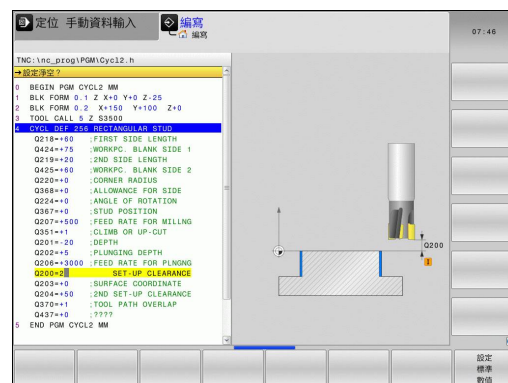 定位 手動資料輸入
編寫
編寫
07:46
TNC:\nc_prog\PGM\Cycl2.h
→設定淨空？
0 BEGIN PGM CYCL2 MM
1 BLK FORM 0.1 Z X+0 Y+0 Z-25
2 BLK FORM 0.2 X+150 Y+100 Z+0
3 TOOL CALL 5 Z S3500
4 CYCL DEF 256 RECTANGULAR STUD
Q218=+60 ;FIRST SIDE LENGTH
Q424=+75 ;WORKPC. BLANK SIDE 1
Q219=+20 ;2ND SIDE LENGTH
Q425=+60 ;WORKPC. BLANK SIDE 2
Q220=+0 ;CORNER RADIUS
Q368=+0 ;ALLOWANCE FOR SIDE
Q224=+0 ;ANGLE OF ROTATION
Q367=+0 ;STUD POSITION
Q207=+500 ;FEED RATE FOR MILLNG
Q351=+1 ;CLIMB OR UP-CUT
Q201=-20 ;DEPTH
Q202=+5 ;PLUNGING DEPTH
Q206=+3000 ;FEED RATE FOR PLNGNG
Q200=2 SET-UP CLEARANCE
Q203=+0 ;SURFACE COORDINATE
Q204=+50 ;2ND SET-UP CLEARANCE
Q370=+1 ;TOOL PATH OVERLAP
Q437=+0 ;????
5 END PGM CYCL2 MM
Q200
I
設定
標準
數值